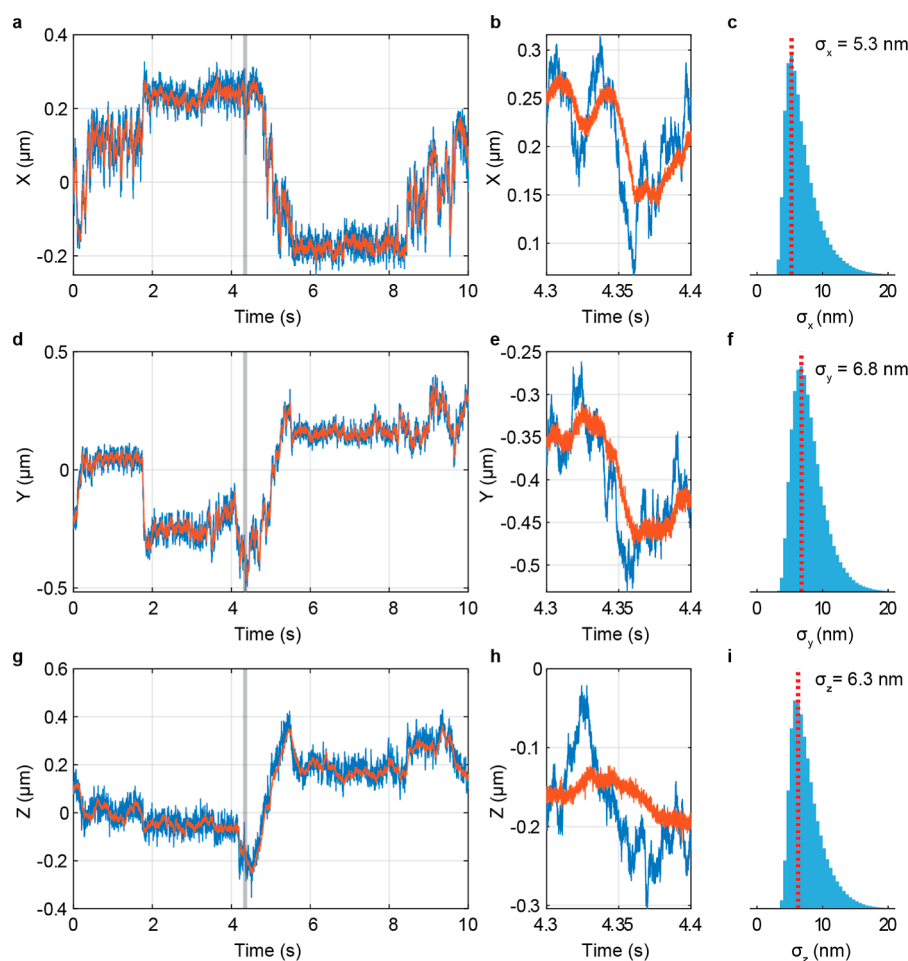 a
0.4
0.2
0
-0.2
X (µm)
0 2 4 6 8 10
Time (s)
b
0.3
0.25
0.2
0.15
0.1
X (µm)
4.3 4.35 4.4
Time (s)
c
σx = 5.3 nm
0 10 20
σx (nm)
d
0.5
0
-0.5
Y (µm)
0 2 4 6 8 10
Time (s)
e
-0.25
-0.3
-0.35
-0.4
-0.45
-0.5
Y (µm)
4.3 4.35 4.4
Time (s)
f
σy = 6.8 nm
0 10 20
σy (nm)
g
0.6
0.4
0.2
0
-0.2
-0.4
Z (µm)
0 2 4 6 8 10
Time (s)
h
0
-0.1
-0.2
-0.3
Z (µm)
4.3 4.35 4.4
Time (s)
i
σz = 6.3 nm
0 10 20
σz (nm)